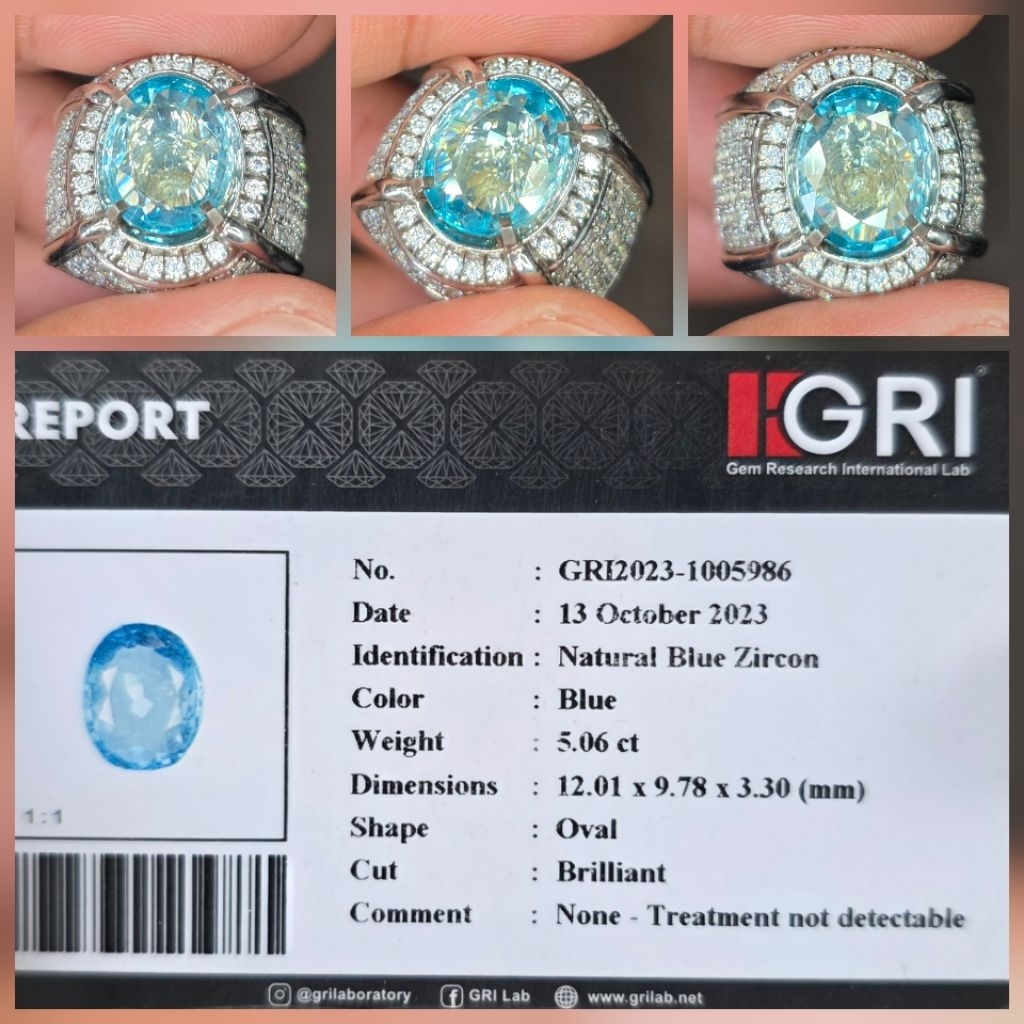 REPORT
GRI
Gem Research International Lab
No. : GRI2023-1005986
Date : 13 October 2023
Identification : Natural Blue Zircon
Color : Blue
Weight : 5.06 ct
Dimensions : 12.01 x 9.78 x 3.30 (mm)
Shape : Oval
Cut : Brilliant
Comment : None - Treatment not detectable
1:1
@grilaboratory GRI Lab www.grilab.net